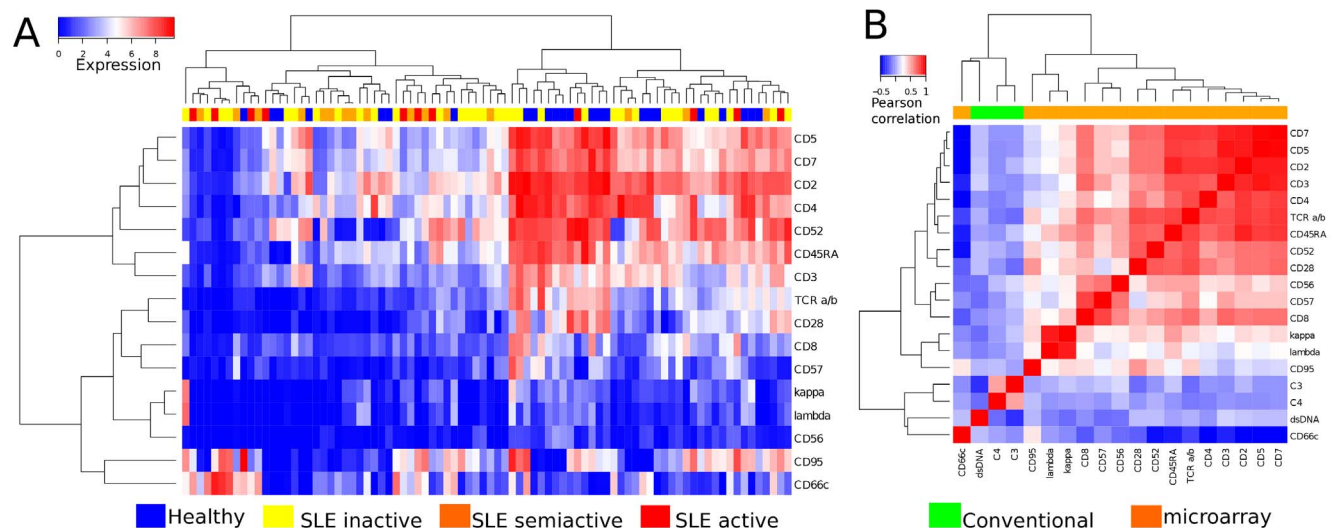 A
0 2 4 6 8
Expression
CD5
CD7
CD2
CD4
CD52
CD45RA
CD3
TCR a/b
CD28
CD8
CD57
kappa
lambda
CD56
CD95
CD66c
Healthy SLE inactive SLE semiactive SLE active
B
−0.5 0 0.5 1
Pearson
correlation
CD7
CD5
CD2
CD3
CD4
TCR a/b
CD45RA
CD52
CD28
CD56
CD57
CD8
kappa
lambda
CD95
C3
C4
dsDNA
CD66c
CD66c dsDNA C4 C3 CD95 lambda kappa CD8 CD57 CD56 CD28 CD52 CD45RA TCR a/b CD4 CD3 CD2 CD5 CD7
Conventional microarray